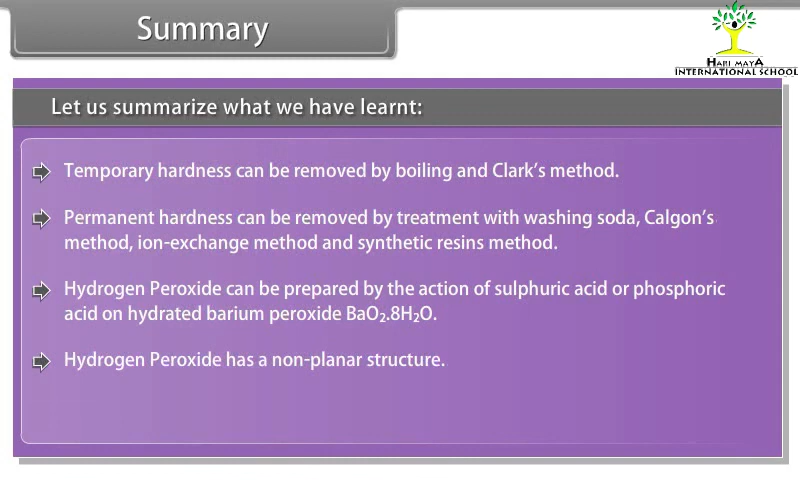 Summary
HARI MAYA
INTERNATIONAL SCHOOL
Let us summarize what we have learnt:
Temporary hardness can be removed by boiling and Clark's method.
Permanent hardness can be removed by treatment with washing soda, Calgon's
method, ion-exchange method and synthetic resins method.
Hydrogen Peroxide can be prepared by the action of sulphuric acid or phosphoric
acid on hydrated barium peroxide BaO₂.8H₂O.
Hydrogen Peroxide has a non-planar structure.